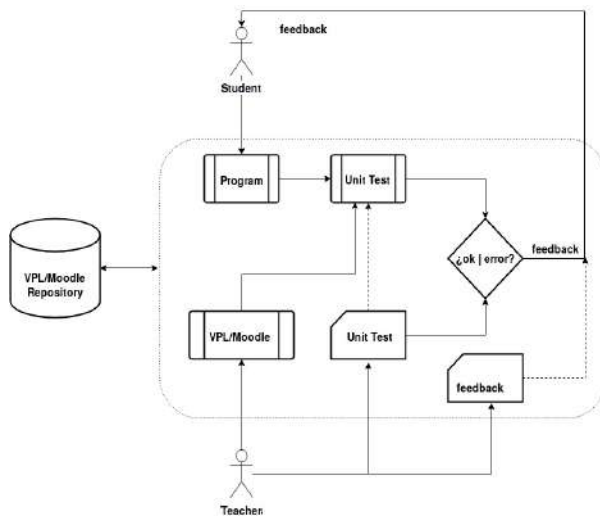 feedback
Student
Program
Unit Test
¿ok | error?
feedback
VPL/Moodle
Repository
VPL/Moodle
Unit Test
feedback
Teacher